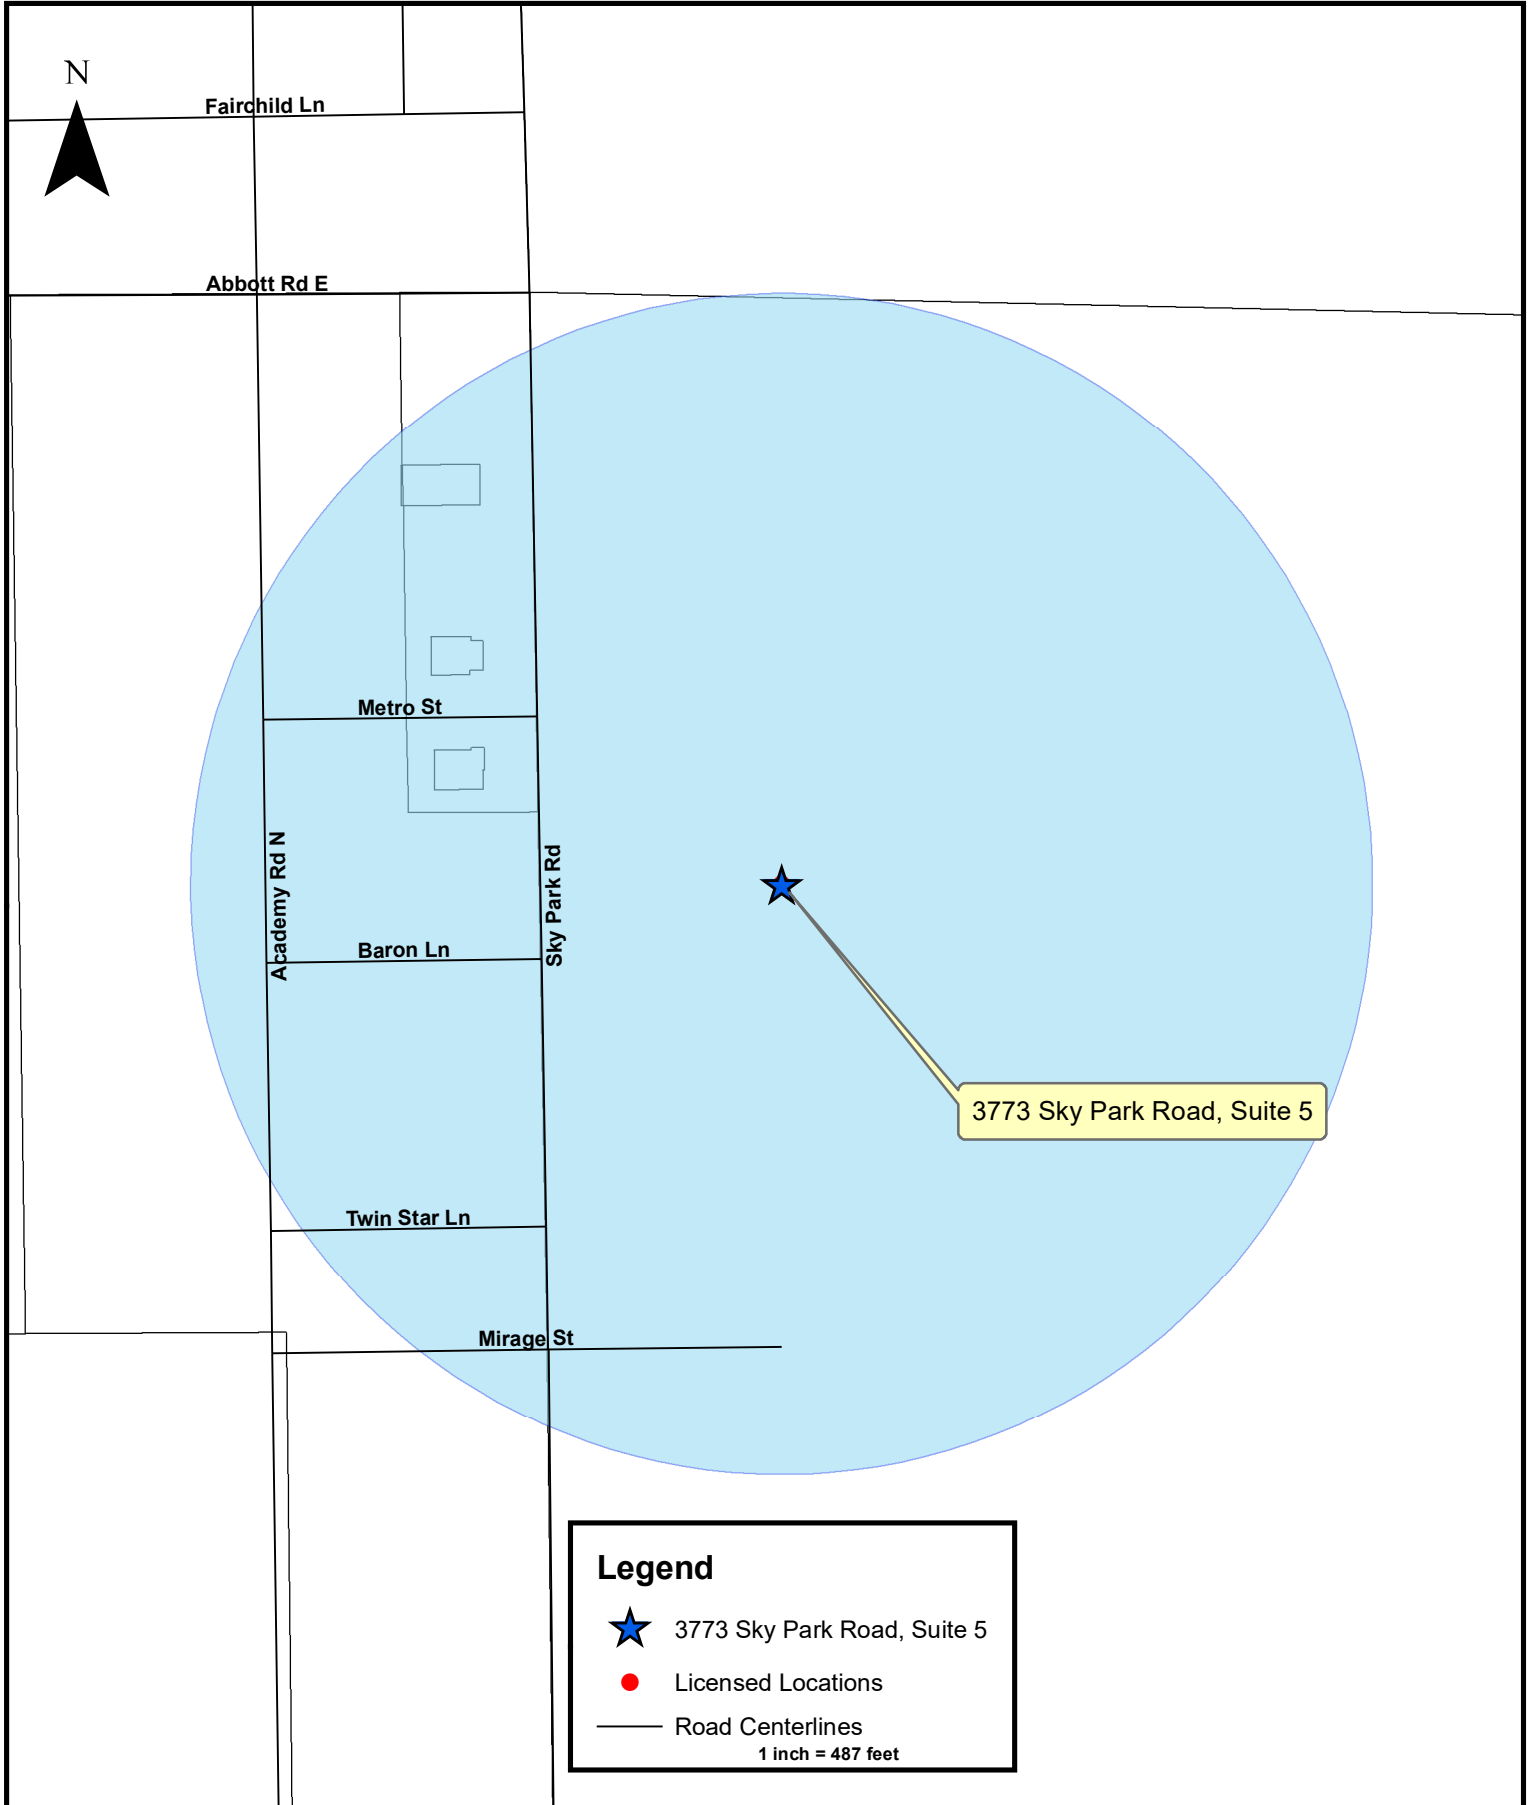 N
Fairchild Ln
Abbott Rd E
Metro St
Academy Rd N
Sky Park Rd
Baron Ln
3773 Sky Park Road, Suite 5
Twin Star Ln
Mirage St
Legend
3773 Sky Park Road, Suite 5
Licensed Locations
Road Centerlines
1 inch = 487 feet